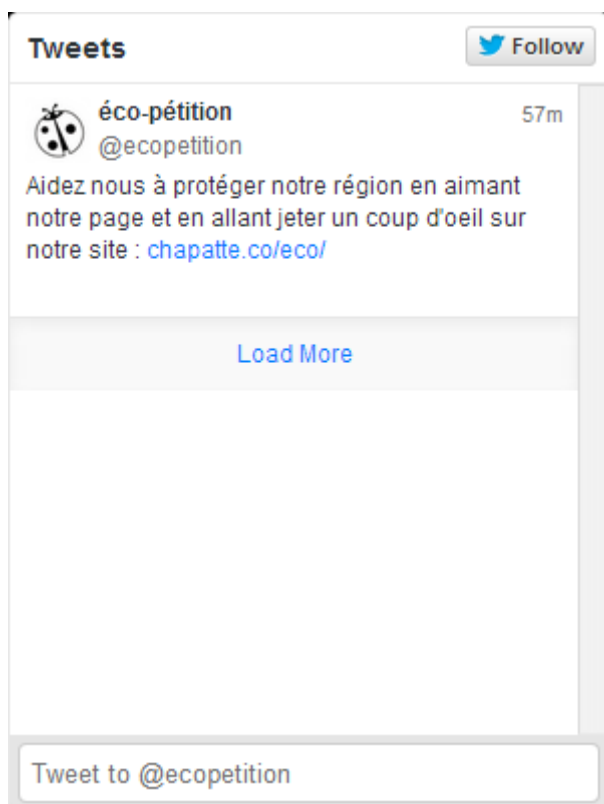 Tweets
Follow
éco-pétition
57m
@ecopetition
Aidez nous à protéger notre région en aimant
notre page et en allant jeter un coup d'oeil sur
notre site : chapatte.co/eco/
Load More
Tweet to @ecopetition